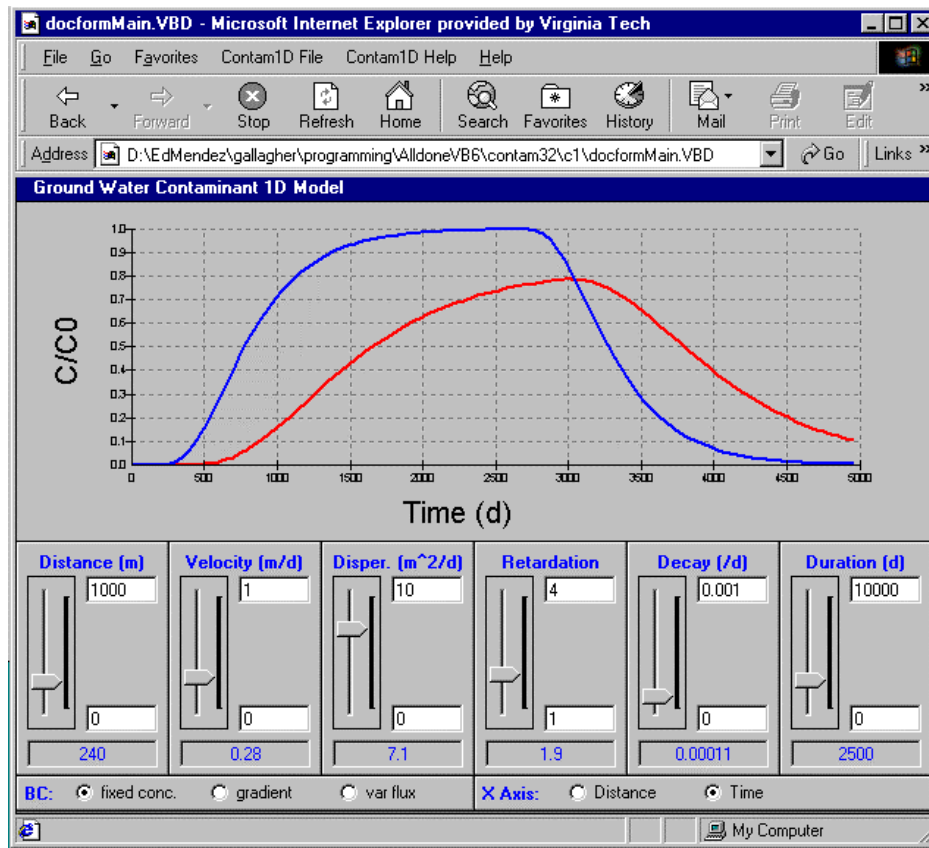 docformMain.VBD - Microsoft Internet Explorer provided by Virginia Tech
File Go Favorites Contam1D File Contam1D Help Help
Back Forward Stop Refresh Home Search Favorites History Mail Print Edit
Address D:\EdMendez\gallagher\programming\AlldoneVB6\contam32\c1\docformMain.VBD Go Links
Ground Water Contaminant 1D Model
1.0
0.9
0.8
0.7
0.6
0.5
0.4
0.3
0.2
0.1
0.0
C/C0
0 500 1000 1500 2000 2500 3000 3500 4000 4500 5000
Time (d)
Distance (m) Velocity (m/d) Disper. (m^2/d) Retardation Decay (/d) Duration (d)
1000 1 10 4 0.001 10000
0 0 0 1 0 0
240 0.28 7.1 1.9 0.00011 2500
BC: fixed conc. gradient var flux X Axis: Distance Time
My Computer